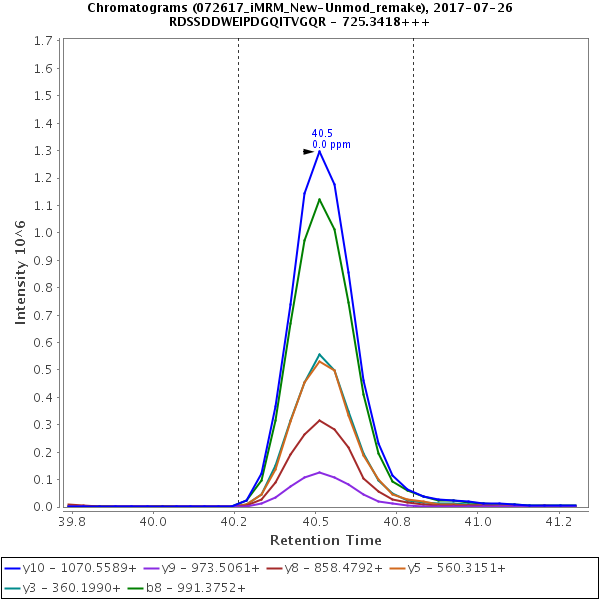 Chromatograms (072617_iMRM_New-Unmod_remake), 2017-07-26
RDSSDDWEIPDGQITVGQR - 725.3418+++
1.7
1.6
1.5
1.4
1.3
1.2
1.1
1.0
0.9
0.8
0.7
0.6
0.5
0.4
0.3
0.2
0.1
0.0
Intensity 10^6
40.5
0.0 ppm
39.8 40.0 40.2 40.5 40.8 41.0 41.2
Retention Time
y10 - 1070.5589+ y9 - 973.5061+ y8 - 858.4792+ y5 - 560.3151+
y3 - 360.1990+ b8 - 991.3752+